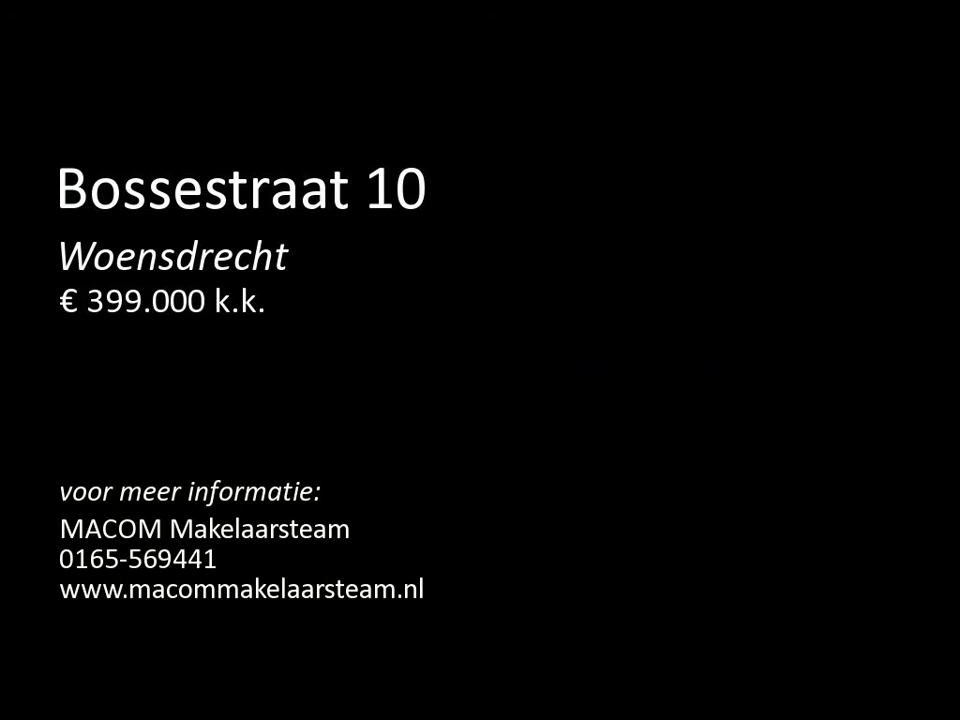 Bossestraat 10
Woensdrecht
€ 399.000 k.k.
voor meer informatie:
MACOM Makelaarsteam
0165-569441
www.macommakelaarsteam.nl